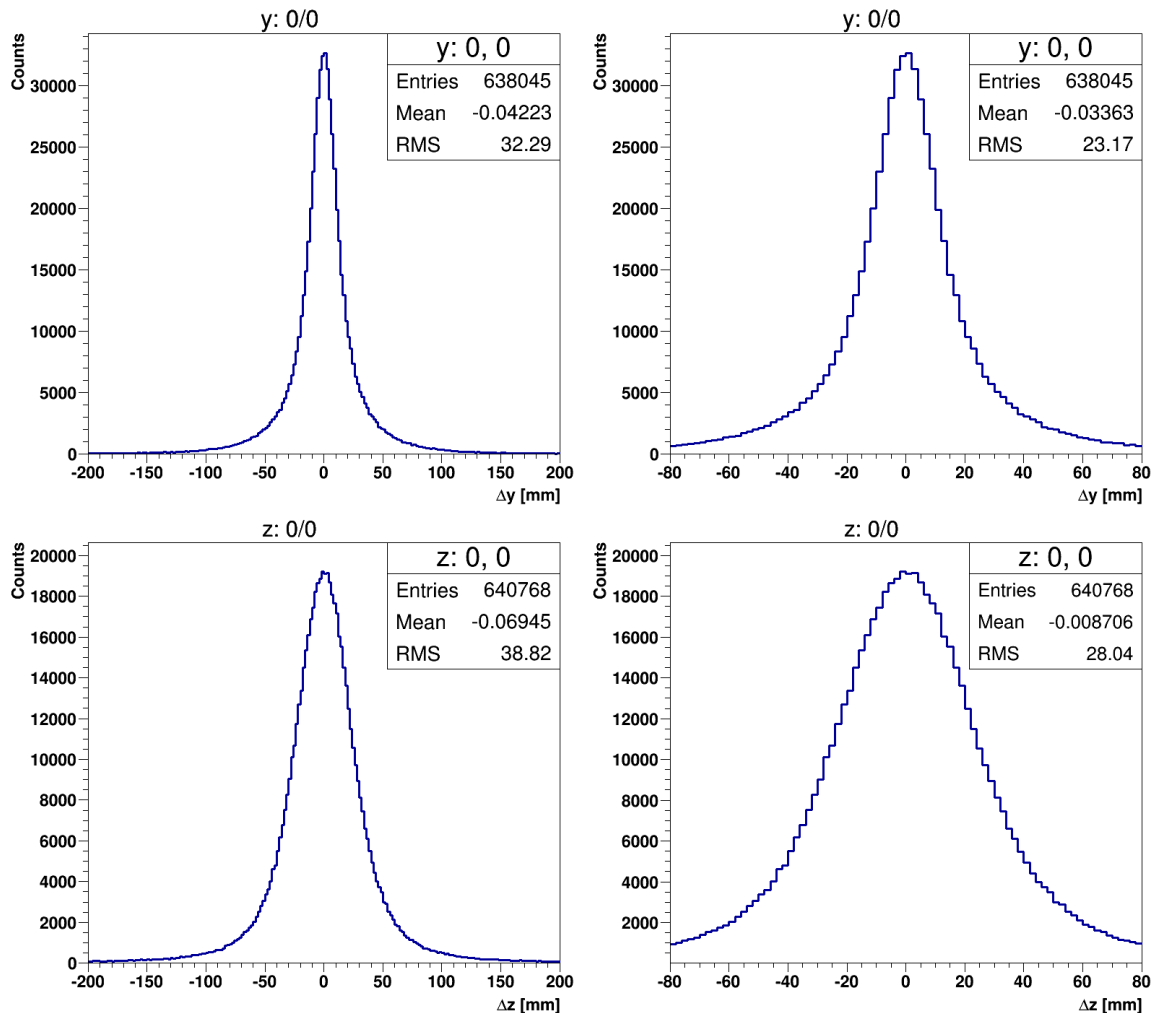 y: 0/0
y: 0, 0
Entries 638045
Mean -0.04223
RMS 32.29
Counts
30000
25000
20000
15000
10000
5000
0
-200 -150 -100 -50 0 50 100 150 200
Δy [mm]
y: 0/0
y: 0, 0
Entries 638045
Mean -0.03363
RMS 23.17
Counts
30000
25000
20000
15000
10000
5000
0
-80 -60 -40 -20 0 20 40 60 80
Δy [mm]
z: 0/0
z: 0, 0
Entries 640768
Mean -0.06945
RMS 38.82
Counts
20000
18000
16000
14000
12000
10000
8000
6000
4000
2000
0
-200 -150 -100 -50 0 50 100 150 200
Δz [mm]
z: 0/0
z: 0, 0
Entries 640768
Mean -0.008706
RMS 28.04
Counts
20000
18000
16000
14000
12000
10000
8000
6000
4000
2000
-80 -60 -40 -20 0 20 40 60 80
Δz [mm]